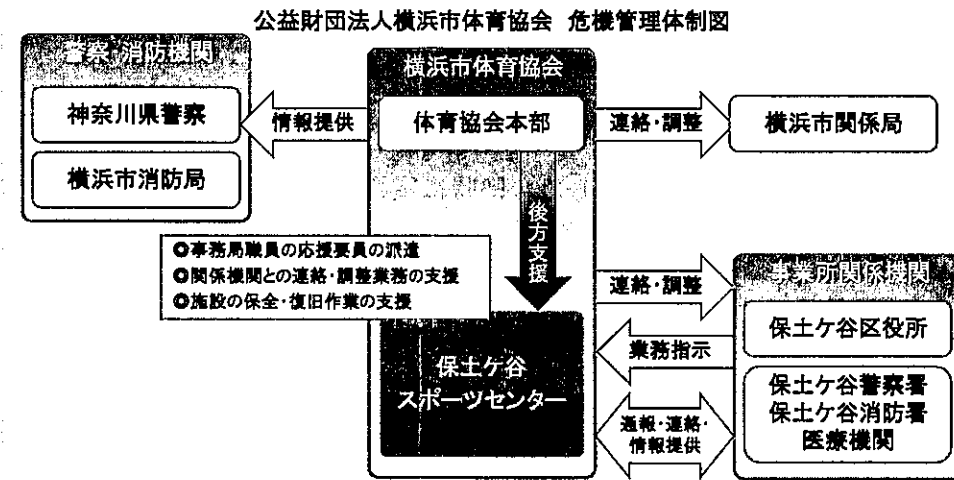 公益財団法人横浜市体育協会 危機管理体制図
警察・消防機関
神奈川県警察
横浜市消防局
情報提供
横浜市体育協会
体育協会本部
連絡・調整
横浜市関係局
後方支援
◎事務局職員の応援要員の派遣
◎関係機関との連絡・調整業務の支援
◎施設の保全・復旧作業の支援
保土ケ谷
スポーツセンター
連絡・調整
業務指示
通報・連絡・
情報提供
事業所関係機関
保土ケ谷区役所
保土ケ谷警察署
保土ケ谷消防署
医療機関